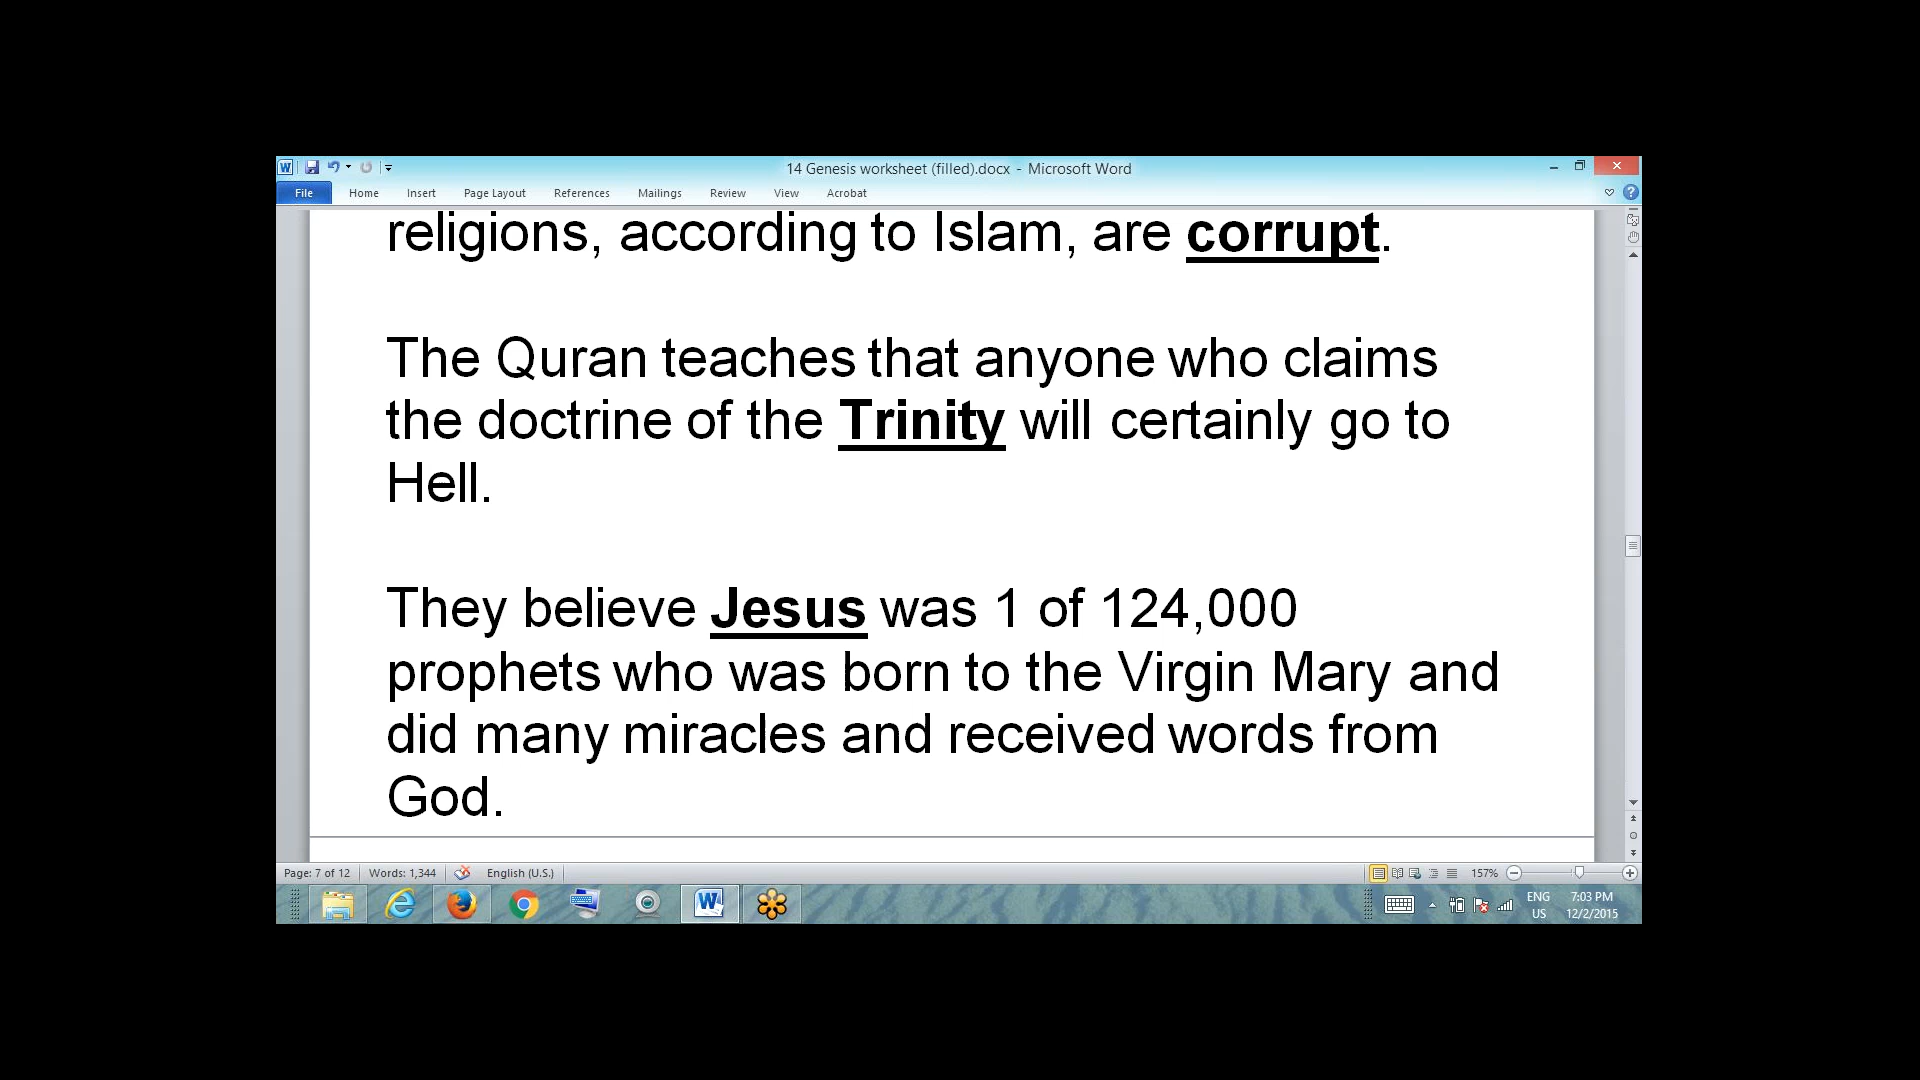 14 Genesis worksheet (filled).docx - Microsoft Word
File Home Insert Page Layout References Mailings Review View Acrobat
religions, according to Islam, are corrupt.
The Quran teaches that anyone who claims
the doctrine of the Trinity will certainly go to
Hell.
They believe Jesus was 1 of 124,000
prophets who was born to the Virgin Mary and
did many miracles and received words from
God.
Page: 7 of 12 Words: 1,344 English (U.S.) 157%
ENG 7:03 PM
US 12/2/2015